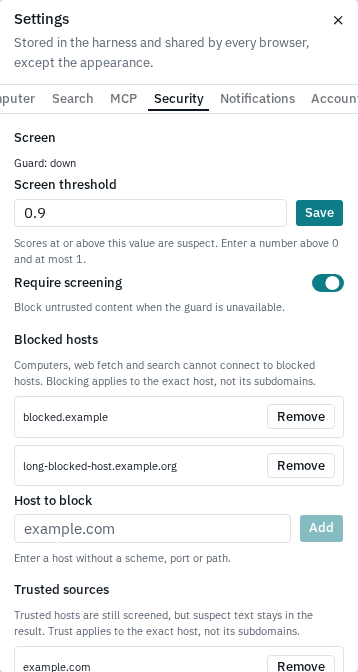 Settings
Stored in the harness and shared by every browser,
except the appearance.
nputer Search MCP Security Notifications Accoun
Screen
Guard: down
Screen threshold
0.9 Save
Scores at or above this value are suspect. Enter a number above 0
and at most 1.
Require screening
Block untrusted content when the guard is unavailable.
Blocked hosts
Computers, web fetch and search cannot connect to blocked
hosts. Blocking applies to the exact host, not its subdomains.
blocked.example Remove
long-blocked-host.example.org Remove
Host to block
example.com Add
Enter a host without a scheme, port or path.
Trusted sources
Trusted hosts are still screened, but suspect text stays in the
result. Trust applies to the exact host, not its subdomains.
example.com Remove